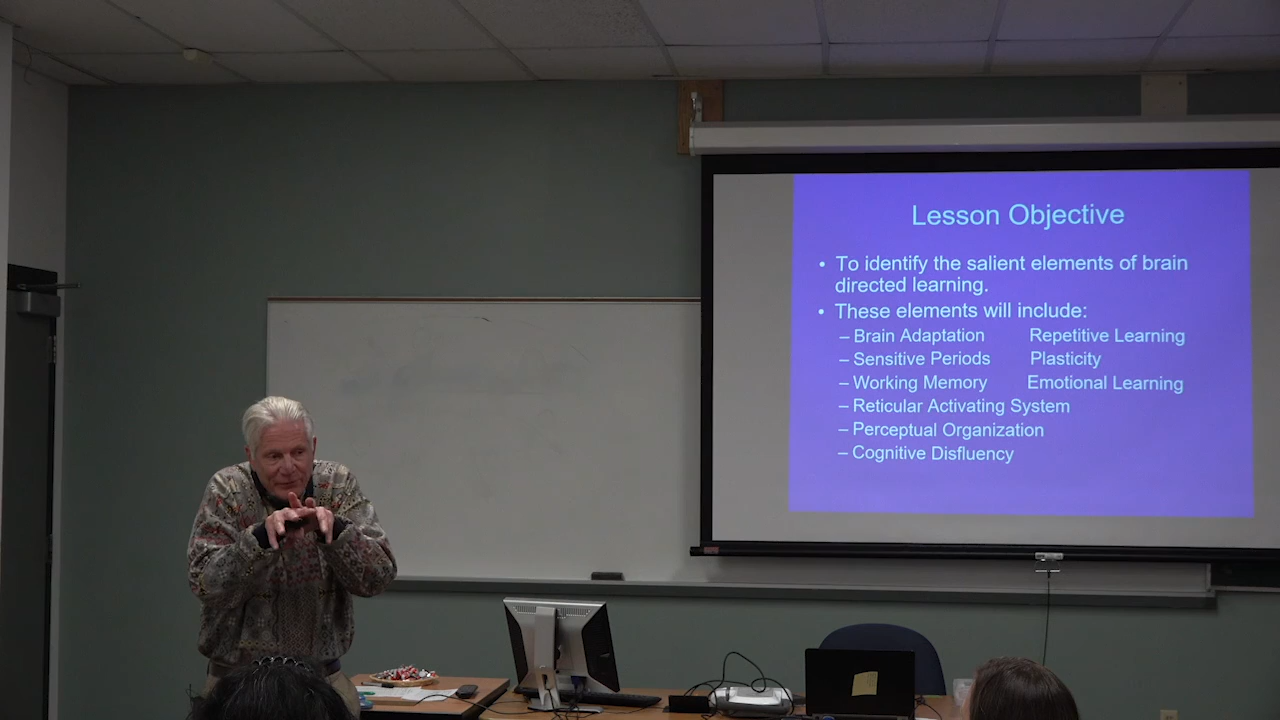 Lesson Objective
• To identify the salient elements of brain
directed learning.
• These elements will include:
– Brain Adaptation Repetitive Learning
– Sensitive Periods Plasticity
– Working Memory Emotional Learning
– Reticular Activating System
– Perceptual Organization
– Cognitive Disfluency